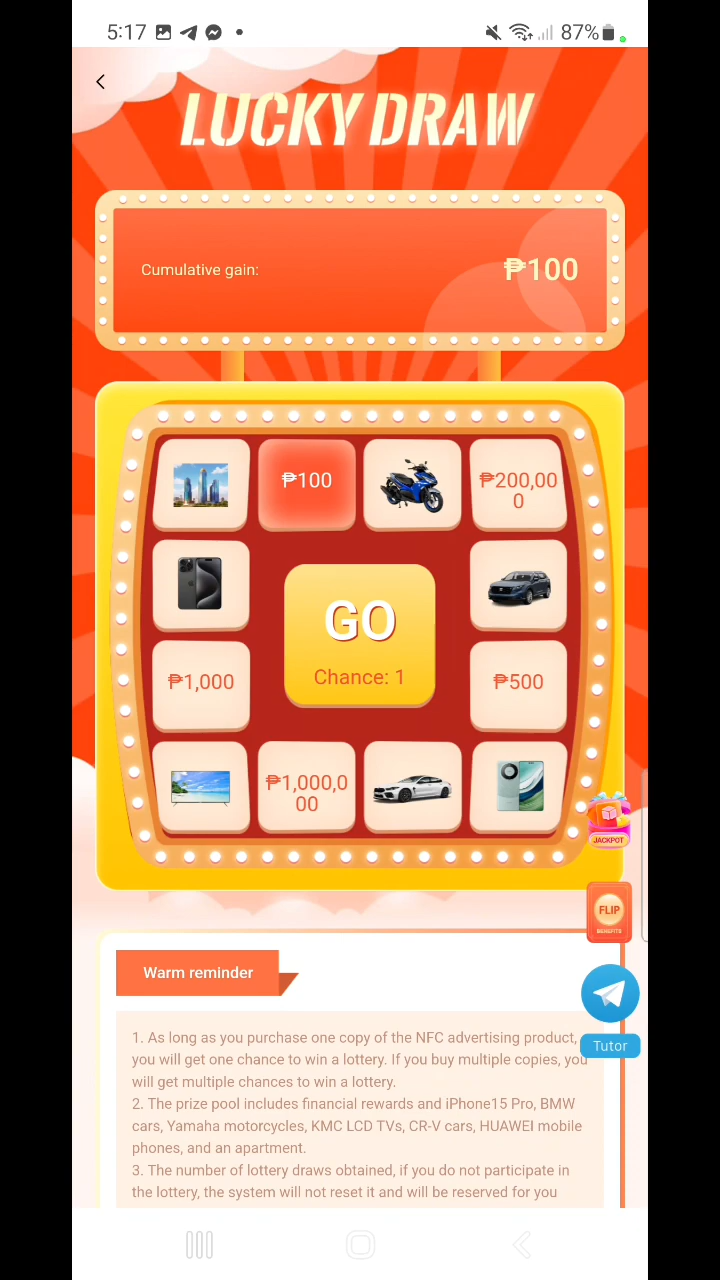 5:17
87%
LUCKY DRAW
Cumulative gain:
₱100
₱100
₱200,00
0
GO
Chance: 1
₱1,000
₱500
₱1,000,0
00
JACKPOT
FLIP
BENEFITS
Warm reminder
Tutor
1. As long as you purchase one copy of the NFC advertising product,
you will get one chance to win a lottery. If you buy multiple copies, you
will get multiple chances to win a lottery.
2. The prize pool includes financial rewards and iPhone15 Pro, BMW
cars, Yamaha motorcycles, KMC LCD TVs, CR-V cars, HUAWEI mobile
phones, and an apartment.
3. The number of lottery draws obtained, if you do not participate in
the lottery, the system will not reset it and will be reserved for you